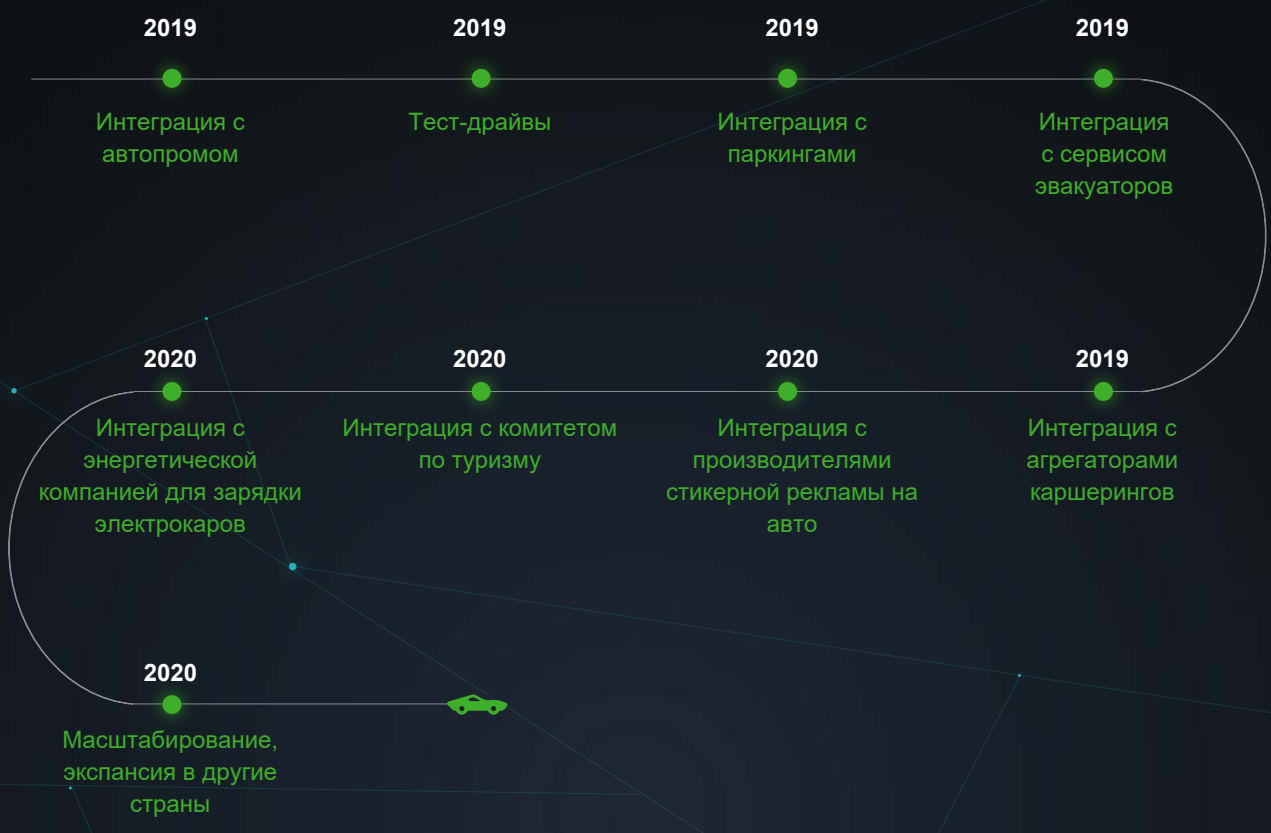 2019
2019
2019
2019
Интеграция с
автопромом
Тест-драйвы
Интеграция с
паркингами
Интеграция
с сервисом
эвакуаторов
2020
2020
2020
2019
Интеграция с
энергетической
компанией для зарядки
электрокаров
Интеграция с комитетом
по туризму
Интеграция с
производителями
стикерной рекламы на
авто
Интеграция с
агрегаторами
каршерингов
2020
Масштабирование,
экспансия в другие
страны